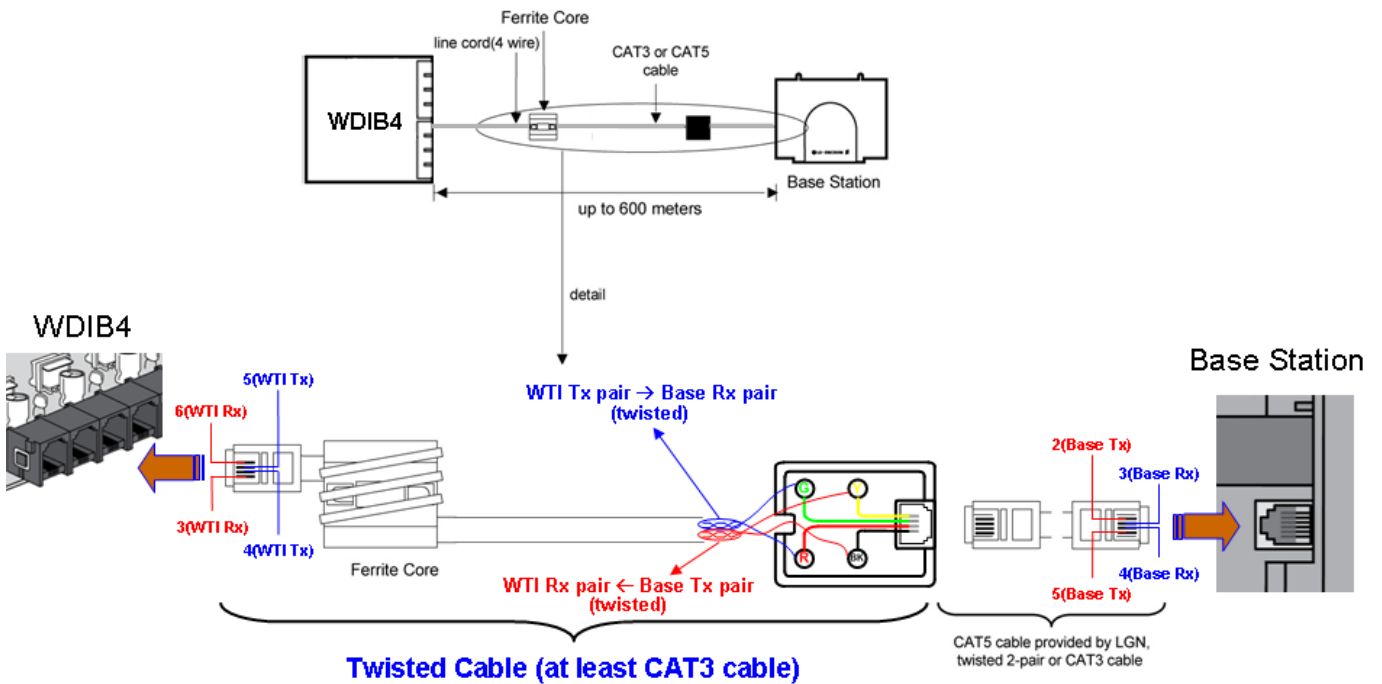 Ferrite Core
line cord(4 wire)
CAT3 or CAT5
cable
WDIB4
Base Station
up to 600 meters
detail
WDIB4
Base Station
5(WTI Tx)
6(WTI Rx)
3(WTI Rx)
4(WTI Tx)
Ferrite Core
WTI Tx pair → Base Rx pair
(twisted)
G
Y
R
BK
WTI Rx pair ← Base Tx pair
(twisted)
2(Base Tx)
3(Base Rx)
4(Base Rx)
5(Base Tx)
CAT5 cable provided by LGN,
twisted 2-pair or CAT3 cable
Twisted Cable (at least CAT3 cable)